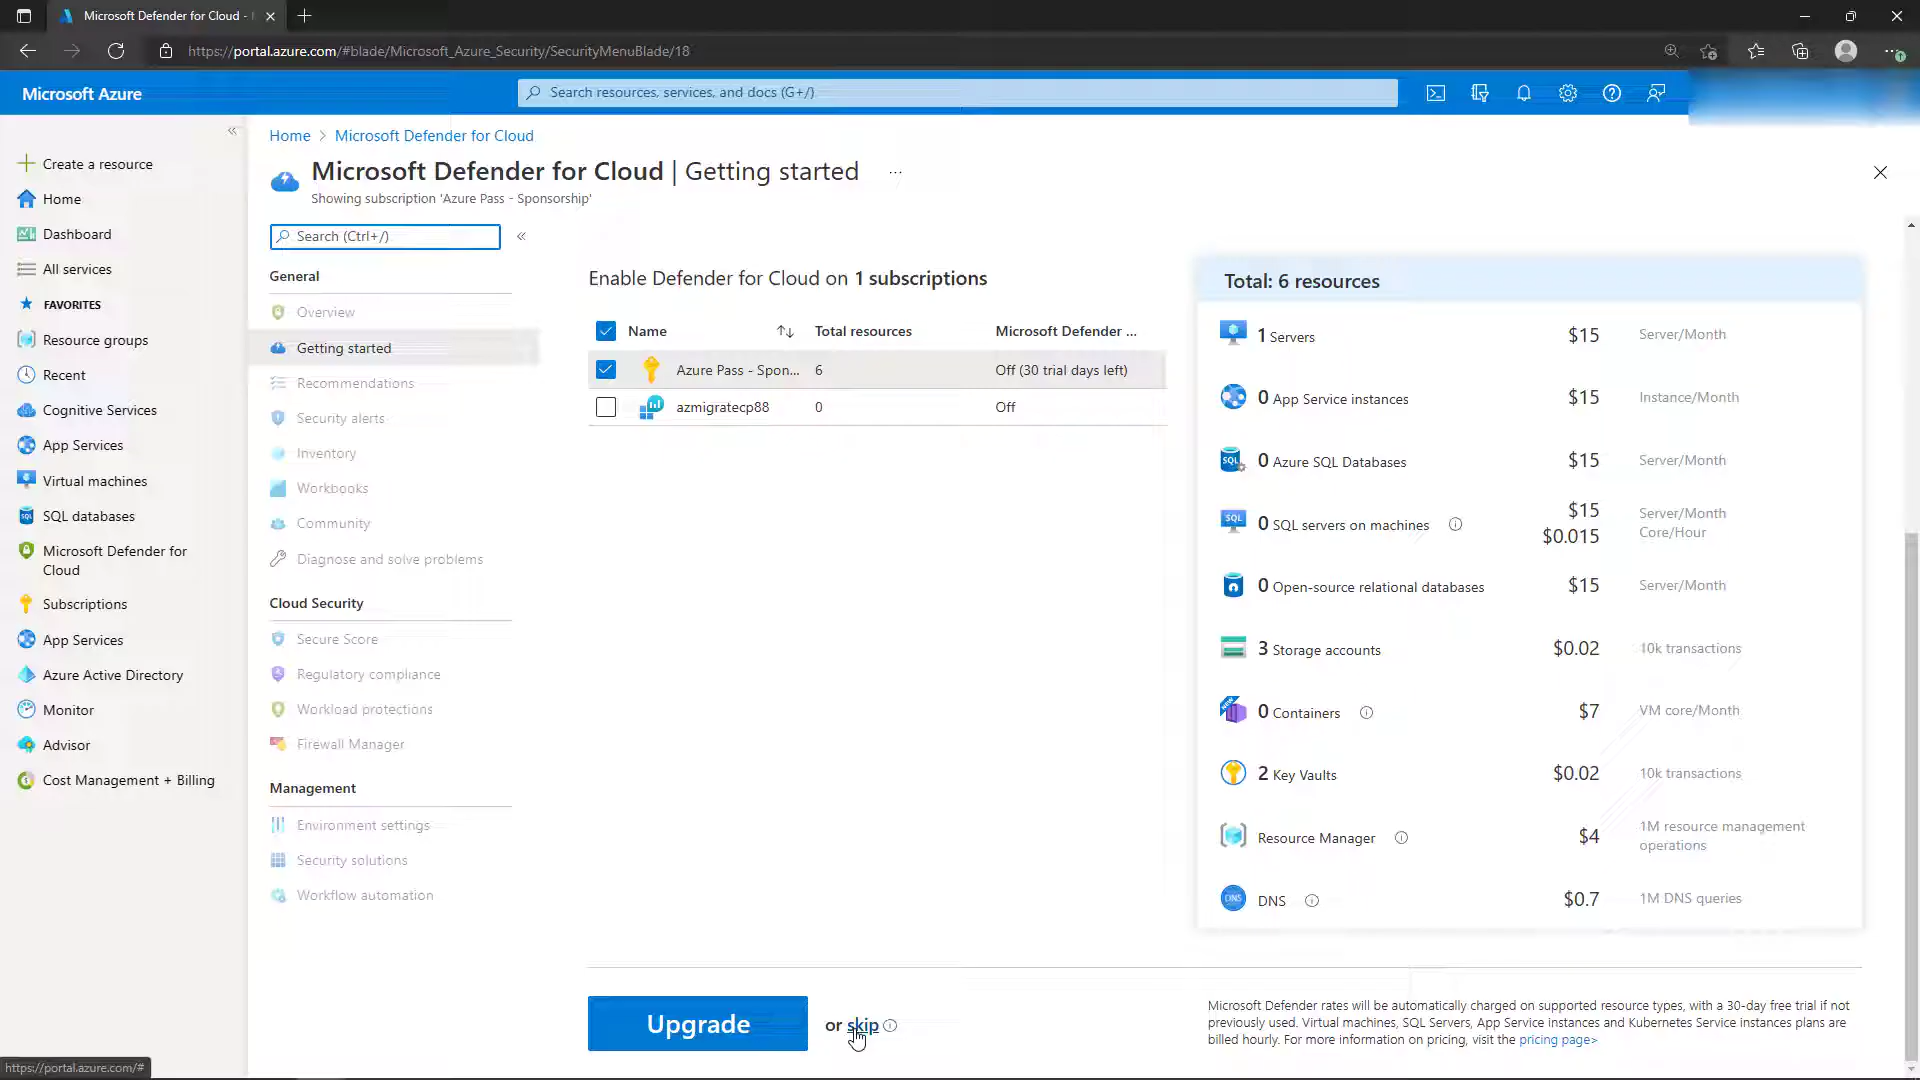 Microsoft Defender for Cloud -
https://portal.azure.com/#blade/Microsoft_Azure_Security/SecurityMenuBlade/18
Microsoft Azure
Search resources, services, and docs (G+/)
Create a resource
Home
Dashboard
All services
FAVORITES
Resource groups
Recent
Cognitive Services
App Services
Virtual machines
SQL databases
Microsoft Defender for
Cloud
Subscriptions
App Services
Azure Active Directory
Monitor
Advisor
Cost Management + Billing
Home > Microsoft Defender for Cloud
Microsoft Defender for Cloud | Getting started ...
Showing subscription 'Azure Pass - Sponsorship'
Search (Ctrl+/)
General
Overview
Getting started
Recommendations
Security alerts
Inventory
Workbooks
Community
Diagnose and solve problems
Cloud Security
Secure Score
Regulatory compliance
Workload protections
Firewall Manager
Management
Environment settings
Security solutions
Workflow automation
Enable Defender for Cloud on 1 subscriptions
Name Total resources Microsoft Defender ...
Azure Pass - Spon... 6 Off (30 trial days left)
azmigratecp88 0 Off
Total: 6 resources
1 Servers $15 Server/Month
0 App Service instances $15 Instance/Month
0 Azure SQL Databases $15 Server/Month
0 SQL servers on machines $15 Server/Month
$0.015 Core/Hour
0 Open-source relational databases $15 Server/Month
3 Storage accounts $0.02 10k transactions
0 Containers $7 VM core/Month
2 Key Vaults $0.02 10k transactions
Resource Manager $4 1M resource management
operations
DNS $0.7 1M DNS queries
Upgrade or skip
Microsoft Defender rates will be automatically charged on supported resource types, with a 30-day free trial if not
previously used. Virtual machines, SQL Servers, App Service instances and Kubernetes Service Instances plans are
billed hourly. For more information on pricing, visit the pricing page>
https://portal.azure.com/#